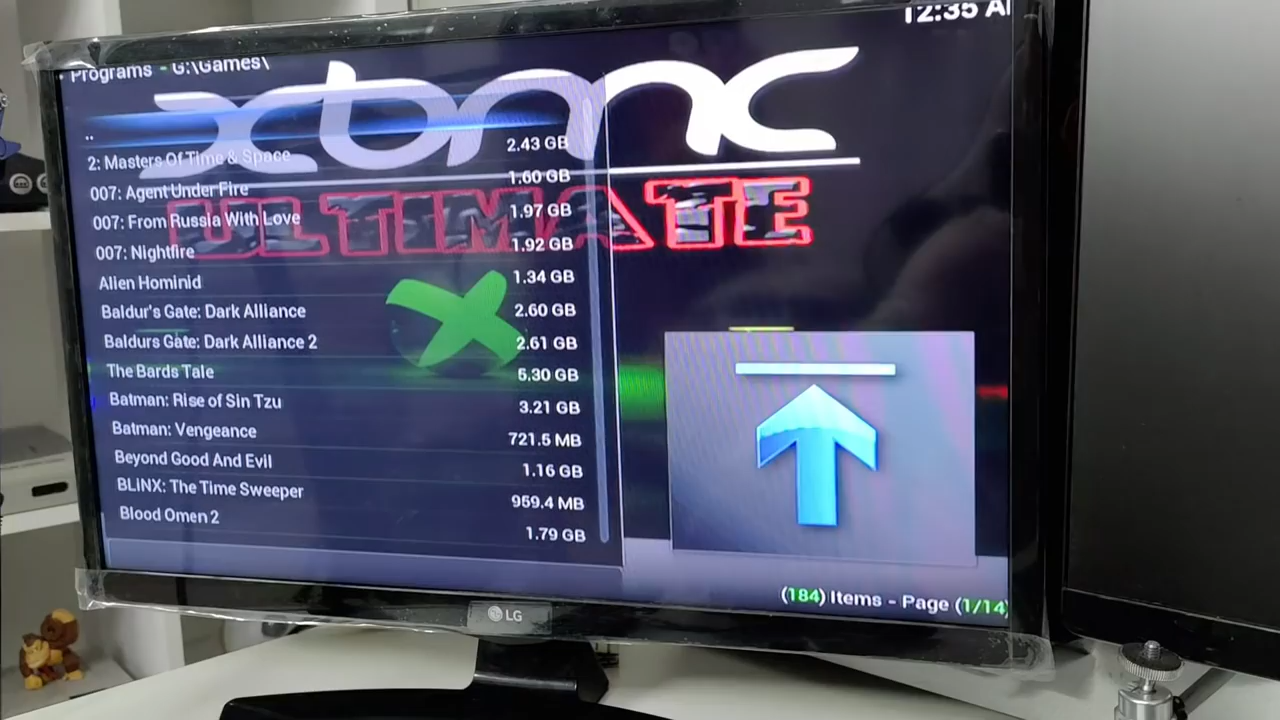 12:35
Programs - G:\Games\
xbmc
ULTIMATE
..
2: Masters Of Time & Space 2.43 GB
007: Agent Under Fire 1.60 GB
007: From Russia With Love 1.97 GB
007: Nightfire 1.92 GB
Alien Hominid 1.34 GB
Baldur's Gate: Dark Alliance 2.60 GB
Baldurs Gate: Dark Alliance 2 2.61 GB
The Bards Tale 5.30 GB
Batman: Rise of Sin Tzu 3.21 GB
Batman: Vengeance 721.5 MB
Beyond Good And Evil 1.16 GB
BLINX: The Time Sweeper 959.4 MB
Blood Omen 2 1.79 GB
(184) Items - Page (1/14)
LG